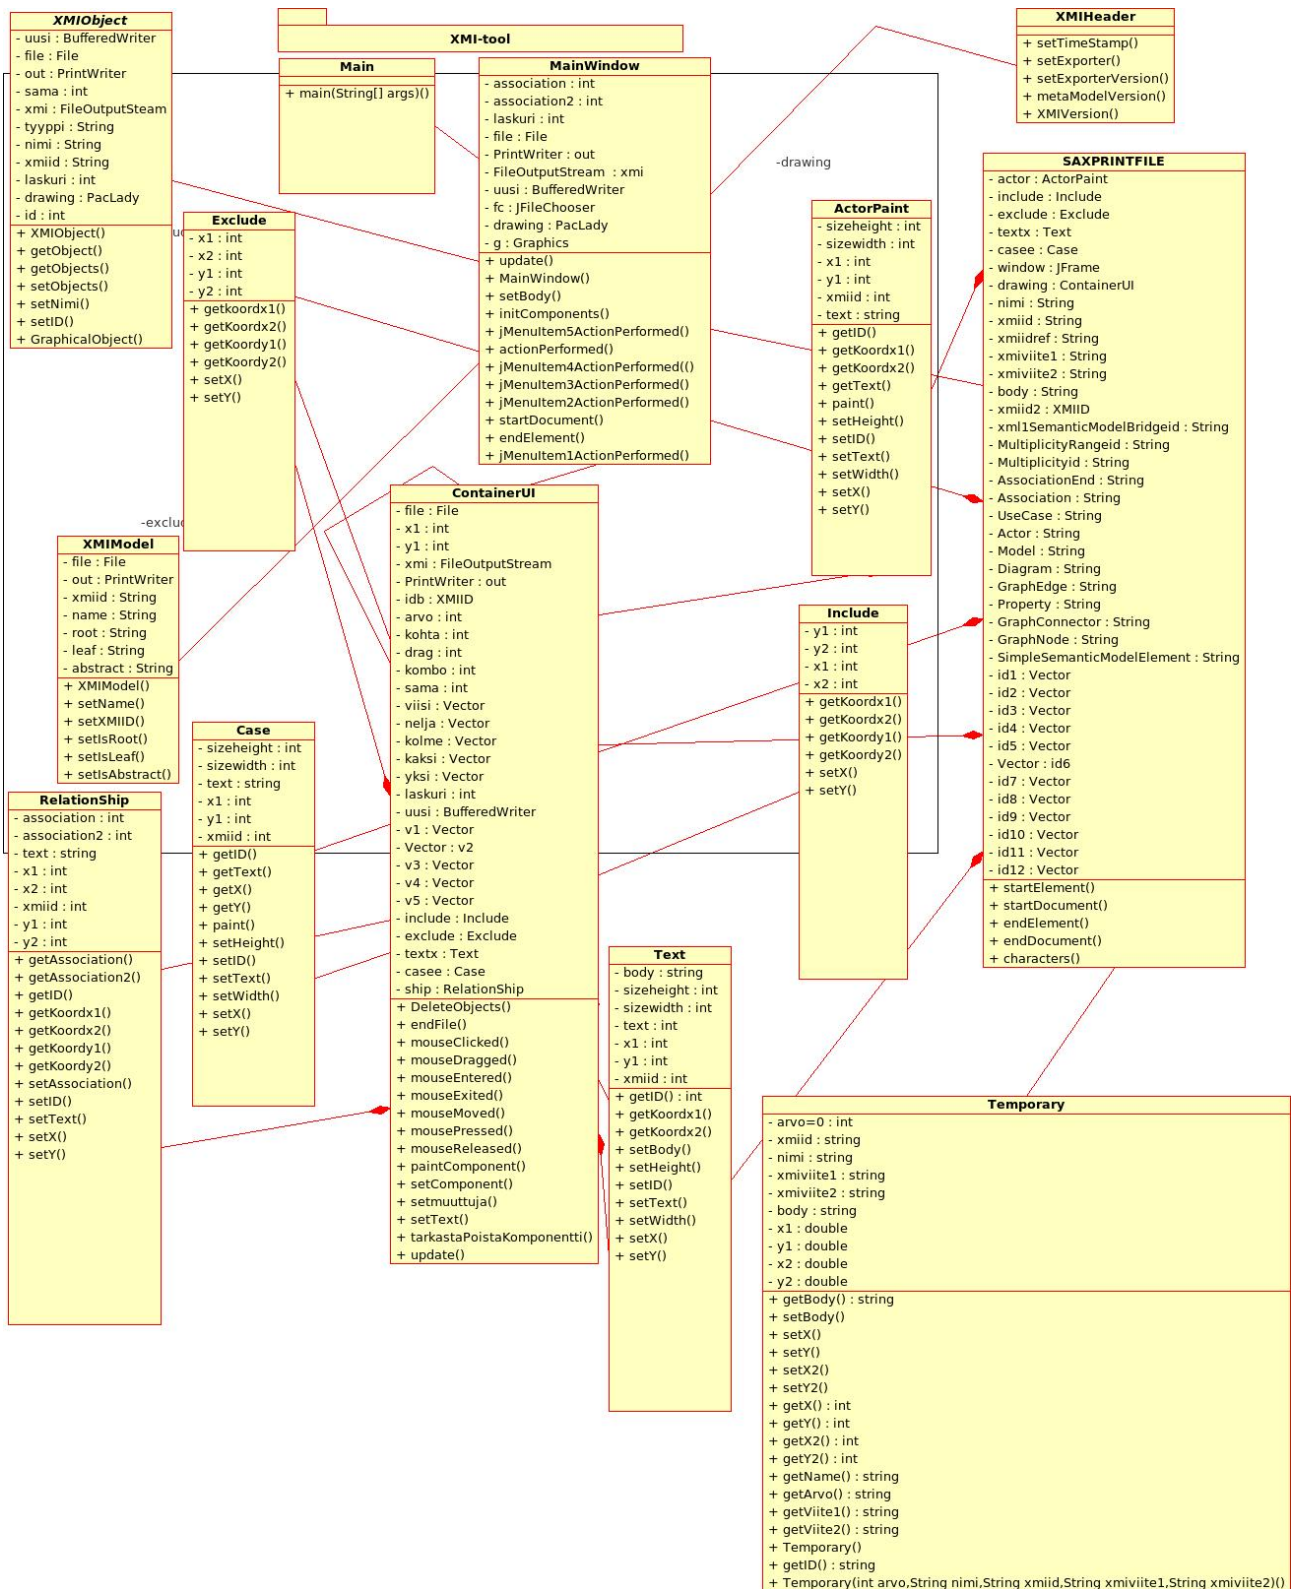 XMIObject
- uusi : BufferedWriter
- file : File
- out : PrintWriter
- sama : int
- xmi : FileOutputSteam
- tyyppi : String
- nimi : String
- xmiid : String
- laskuri : int
- drawing : PacLady
- id : int
+ XMIObject()
+ getObject()
+ getObjects()
+ setObjects()
+ setNimi()
+ setID()
+ GraphicalObject()
XMI-tool
Main
+ main(String[] args)()
MainWindow
- association : int
- association2 : int
- laskuri : int
- file : File
- PrintWriter : out
- FileOutputStream : xmi
- uusi : BufferedWriter
- fc : JFileChooser
- drawing : PacLady
- g : Graphics
+ update()
+ MainWindow()
+ setBody()
+ initComponents()
+ jMenuItem5ActionPerformed()
+ actionPerformed()
+ jMenuItem4ActionPerformed(()
+ jMenuItem3ActionPerformed()
+ jMenuItem2ActionPerformed()
+ startDocument()
+ endElement()
+ jMenuItem1ActionPerformed()
XMIHeader
+ setTimeStamp()
+ setExporter()
+ setExporterVersion()
+ metaModelVersion()
+ XMIVersion()
-drawing
SAXPRINTFILE
- actor : ActorPaint
- include : Include
- exclude : Exclude
- textx : Text
- casee : Case
- window : JFrame
- drawing : ContainerUI
- nimi : String
- xmiid : String
- xmiidref : String
- xmiviite1 : String
- xmiviite2 : String
- body : String
- xmiid2 : XMIID
- xml1SemanticModelBridgeid : String
- MultiplicityRangeid : String
- Multiplicityid : String
- AssociationEnd : String
- Association : String
- UseCase : String
- Actor : String
- Model : String
- Diagram : String
- GraphEdge : String
- Property : String
- GraphConnector : String
- GraphNode : String
- SimpleSemanticModelElement : String
- id1 : Vector
- id2 : Vector
- id3 : Vector
- id4 : Vector
- id5 : Vector
- Vector : id6
- id7 : Vector
- id8 : Vector
- id9 : Vector
- id10 : Vector
- id11 : Vector
- id12 : Vector
+ startElement()
+ startDocument()
+ endElement()
+ endDocument()
+ characters()
Exclude
- x1 : int
- x2 : int
- y1 : int
- y2 : int
+ getkoordx1()
+ getKoordx2()
+ getKoordy1()
+ getKoordy2()
+ setX()
+ setY()
ActorPaint
- sizeheight : int
- sizewidth : int
- x1 : int
- y1 : int
- xmiid : int
- text : string
+ getID()
+ getKoordx1()
+ getKoordx2()
+ getText()
+ paint()
+ setHeight()
+ setID()
+ setText()
+ setWidth()
+ setX()
+ setY()
-exclu
XMIModel
- file : File
- out : PrintWriter
- xmiid : String
- name : String
- root : String
- leaf : String
- abstract : String
+ XMIModel()
+ setName()
+ setXMIID()
+ setIsRoot()
+ setIsLeaf()
+ setIsAbstract()
ContainerUI
- file : File
- x1 : int
- y1 : int
- xmi : FileOutputStream
- PrintWriter : out
- idb : XMIID
- arvo : int
- kohta : int
- drag : int
- kombo : int
- sama : int
- viisi : Vector
- nelja : Vector
- kolme : Vector
- kaksi : Vector
- yksi : Vector
- laskuri : int
- uusi : BufferedWriter
- v1 : Vector
- Vector : v2
- v3 : Vector
- v4 : Vector
- v5 : Vector
- include : Include
- exclude : Exclude
- textx : Text
- casee : Case
- ship : RelationShip
+ DeleteObjects()
+ endFile()
+ mouseClicked()
+ mouseDragged()
+ mouseEntered()
+ mouseExited()
+ mouseMoved()
+ mousePressed()
+ mouseReleased()
+ paintComponent()
+ setComponent()
+ setmuuttuja()
+ setText()
+ tarkastaPoistaKomponentti()
+ update()
Include
- y1 : int
- y2 : int
- x1 : int
- x2 : int
+ getKoordx1()
+ getKoordx2()
+ getKoordy1()
+ getKoordy2()
+ setX()
+ setY()
Case
- sizeheight : int
- sizewidth : int
- text : string
- x1 : int
- y1 : int
- xmiid : int
+ getID()
+ getText()
+ getX()
+ getY()
+ paint()
+ setHeight()
+ setID()
+ setText()
+ setWidth()
+ setX()
+ setY()
RelationShip
- association : int
- association2 : int
- text : string
- x1 : int
- x2 : int
- xmiid : int
- y1 : int
- y2 : int
+ getAssociation()
+ getAssociation2()
+ getID()
+ getKoordx1()
+ getKoordx2()
+ getKoordy1()
+ getKoordy2()
+ setAssociation()
+ setID()
+ setText()
+ setX()
+ setY()
Text
- body : string
- sizeheight : int
- sizewidth : int
- text : int
- x1 : int
- y1 : int
- xmiid : int
+ getID() : int
+ getKoordx1()
+ getKoordx2()
+ setBody()
+ setHeight()
+ setID()
+ setText()
+ setWidth()
+ setX()
+ setY()
Temporary
- arvo=0 : int
- xmiid : string
- nimi : string
- xmiviite1 : string
- xmiviite2 : string
- body : string
- x1 : double
- y1 : double
- x2 : double
- y2 : double
+ getBody() : string
+ setBody()
+ setX()
+ setY()
+ setX2()
+ setY2()
+ getX() : int
+ getY() : int
+ getX2() : int
+ getY2() : int
+ getName() : string
+ getArvo() : string
+ getViite1() : string
+ getViite2() : string
+ Temporary()
+ getID() : string
+ Temporary(int arvo,String nimi,String xmiid,String xmiviite1,String xmiviite2)()